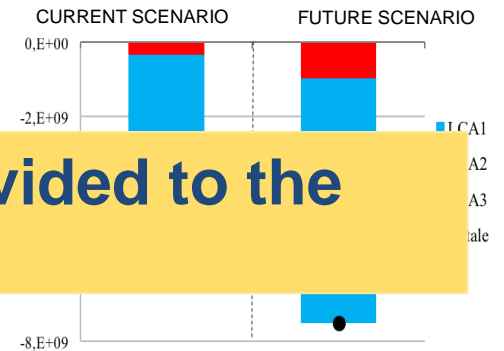 CURRENT SCENARIO
FUTURE SCENARIO
0,E+00
-2,E+09
LCA1
A2
vided to the
A3
tale
-8,E+09